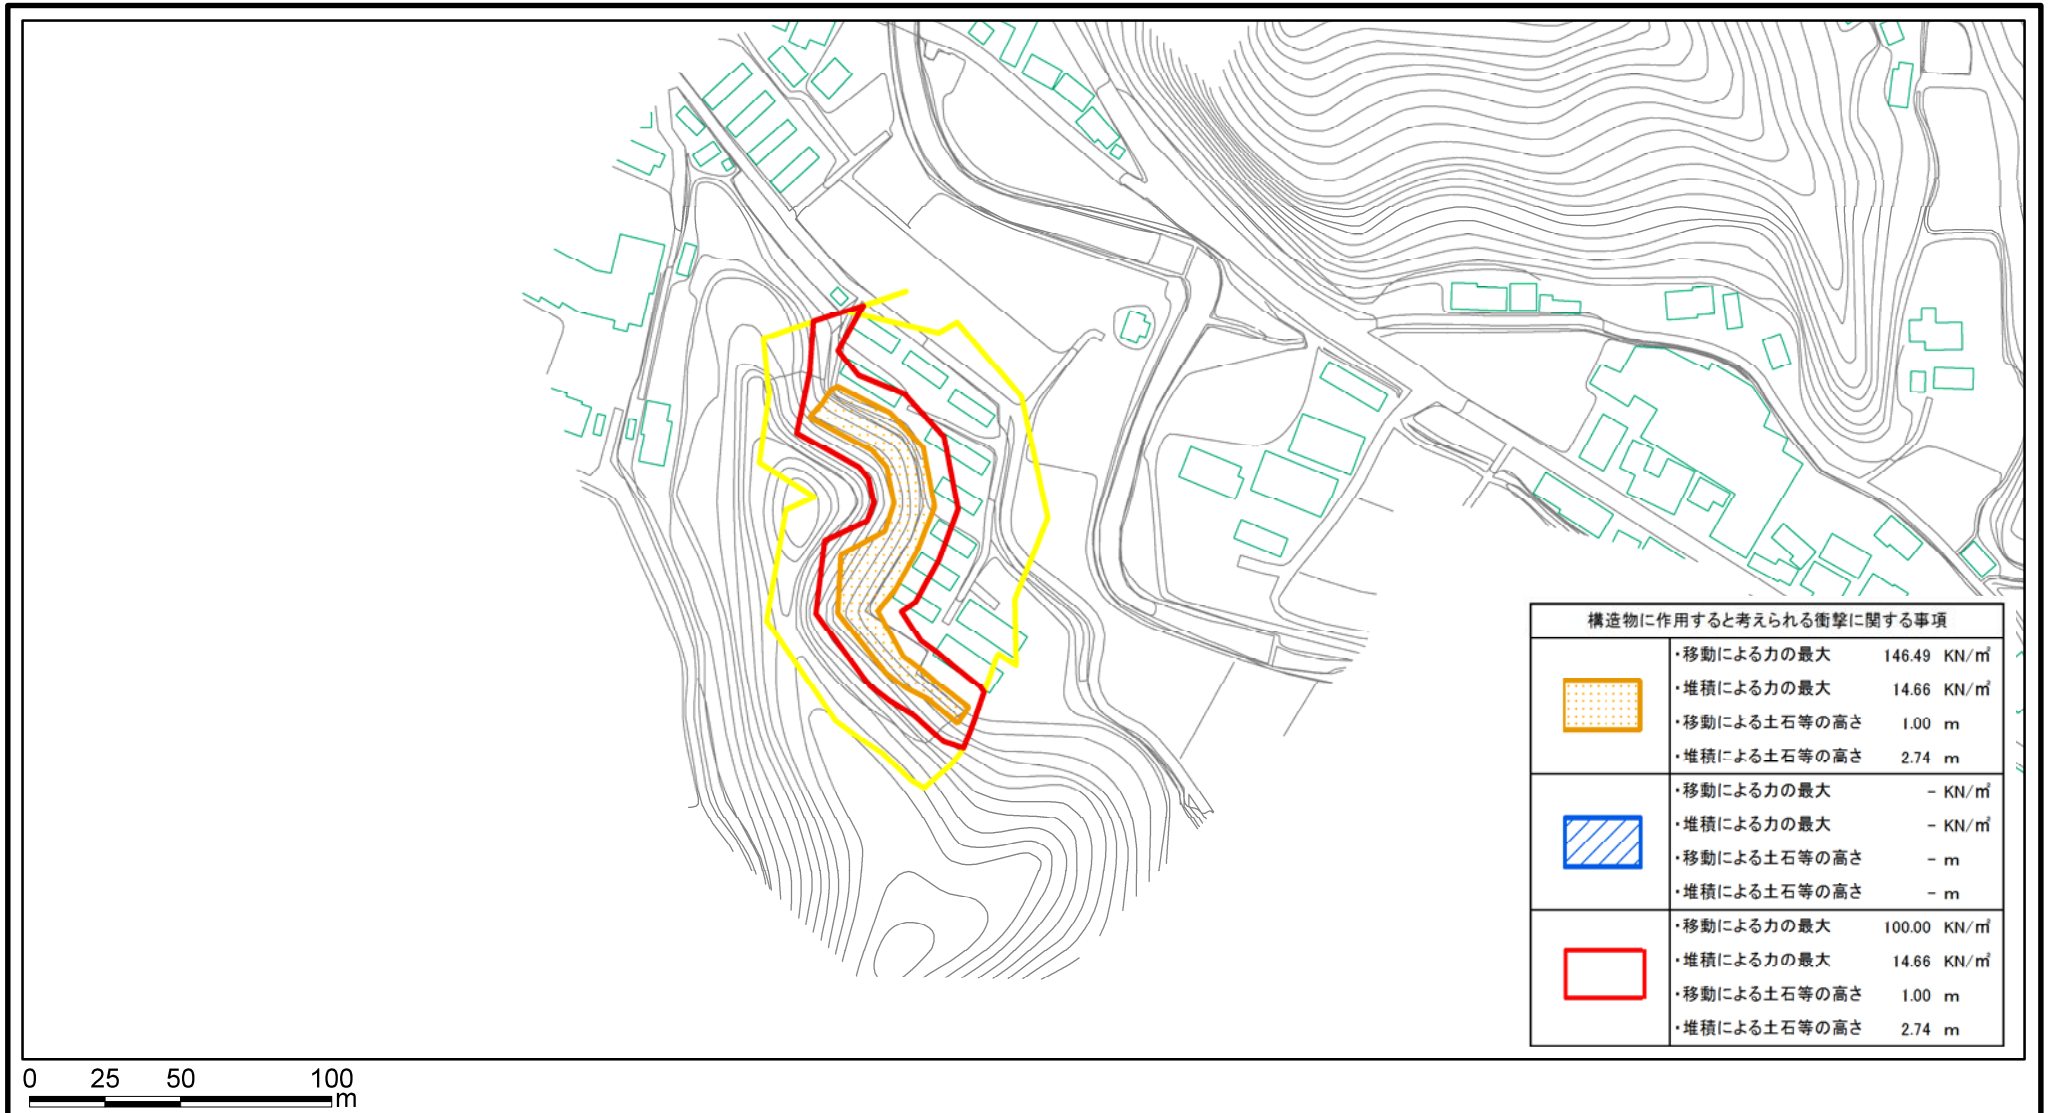 構造物に作用すると考えられる衝撃に関する事項
・移動による力の最大 146.49 KN/㎡
・堆積による力の最大 14.66 KN/㎡
・移動による土石等の高さ 1.00 m
・堆積による土石等の高さ 2.74 m
・移動による力の最大 - KN/㎡
・堆積による力の最大 - KN/㎡
・移動による土石等の高さ - m
・堆積による土石等の高さ - m
・移動による力の最大 100.00 KN/㎡
・堆積による力の最大 14.66 KN/㎡
・移動による土石等の高さ 1.00 m
・堆積による土石等の高さ 2.74 m
0 25 50 100
m